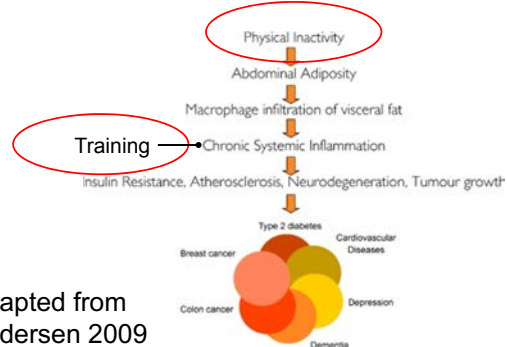 Physical Inactivity
Abdominal Adiposity
Macrophage infiltration of visceral fat
Training
Chronic Systemic Inflammation
Insulin Resistance, Atherosclerosis, Neurodegeneration, Tumour growth
Type 2 diabetes
Cardiovascular
Diseases
Breast cancer
Depression
Colon cancer
Dementia
apted from
dersen 2009